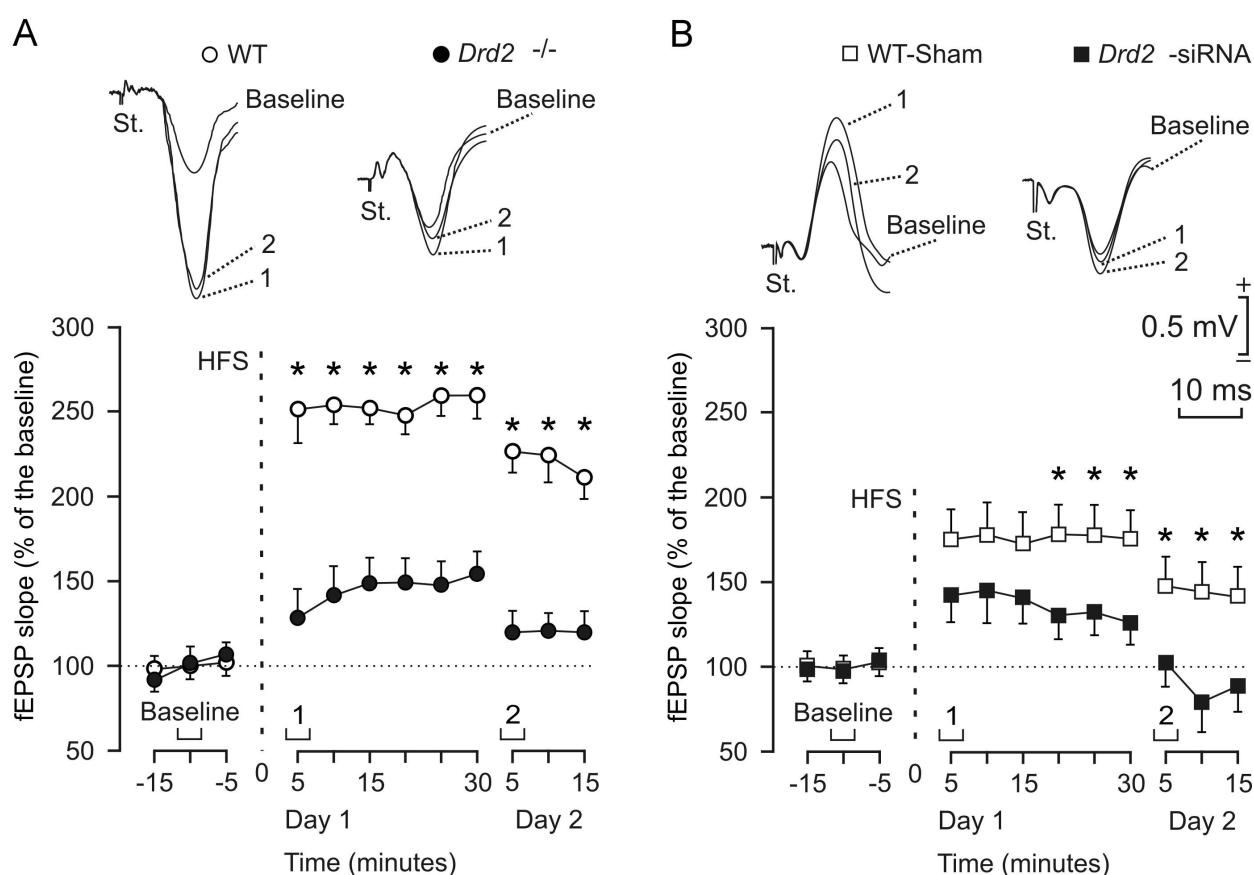 A
WT
Drd2 -/-
Baseline
St.
2
1
Baseline
St.
2
1
fEPSP slope (% of the baseline)
300
250
200
150
100
50
HFS
* * * * * *
* * *
Baseline
1
2
-15 -5 0 5 15 30 5 15
Day 1 Day 2
Time (minutes)
B
WT-Sham
Drd2 -siRNA
1
2
Baseline
St.
Baseline
St.
1
2
+
0.5 mV
–
10 ms
fEPSP slope (% of the baseline)
300
250
200
150
100
50
HFS
* * *
* * *
Baseline
1
2
-15 -5 0 5 15 30 5 15
Day 1 Day 2
Time (minutes)